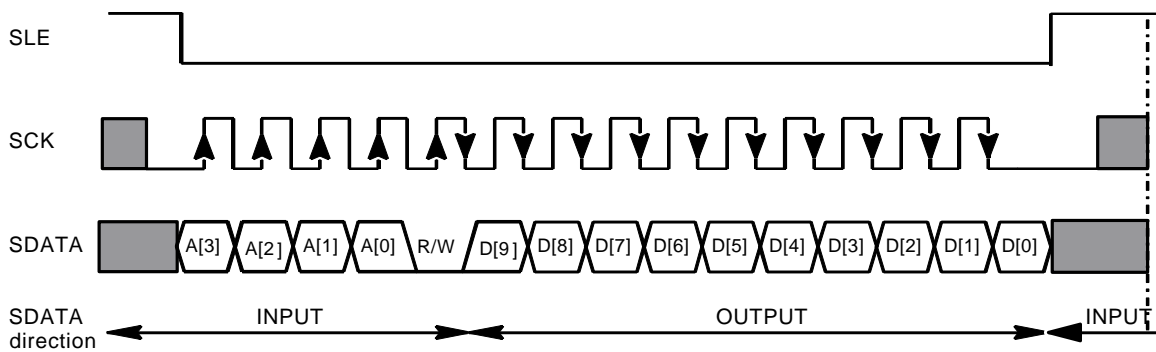 SLE
SCK
SDATA A[3] A[2] A[1] A[0] R/W D[9] D[8] D[7] D[6] D[5] D[4] D[3] D[2] D[1] D[0]
SDATA
direction
INPUT OUTPUT INPUT